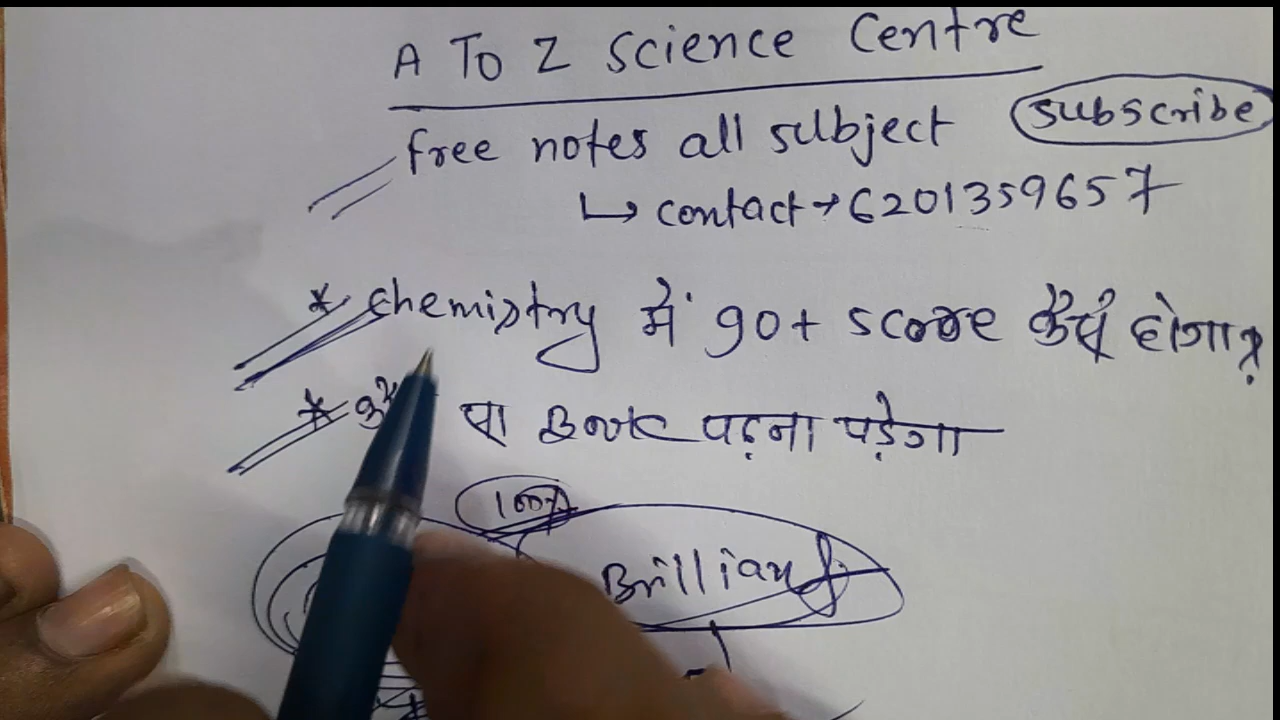 A TO Z SCIENCE Centre
free notes all subject subscribe
↳ contact → 6201359657
* chemistry में 90+ score कैसे होगा?
* सा Book पढ़ना पड़ेगा
100%
Brilliant